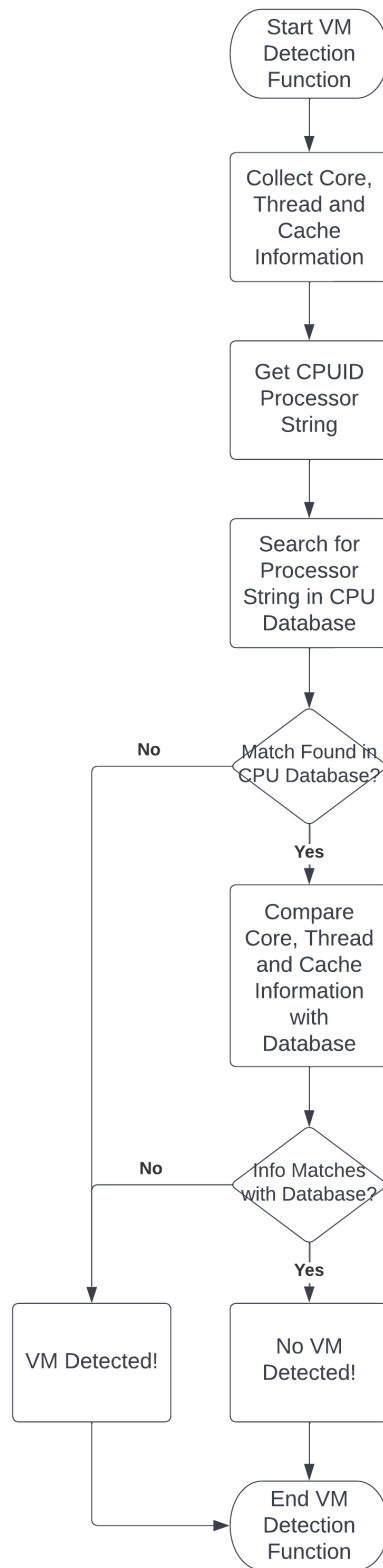 Start VM
Detection
Function
Collect Core,
Thread and
Cache
Information
Get CPUID
Processor
String
Search for
Processor
String in CPU
Database
Match Found in
CPU Database?
No
Yes
Compare
Core, Thread
and Cache
Information
with
Database
Info Matches
with Database?
No
Yes
VM Detected!
No VM
Detected!
End VM
Detection
Function